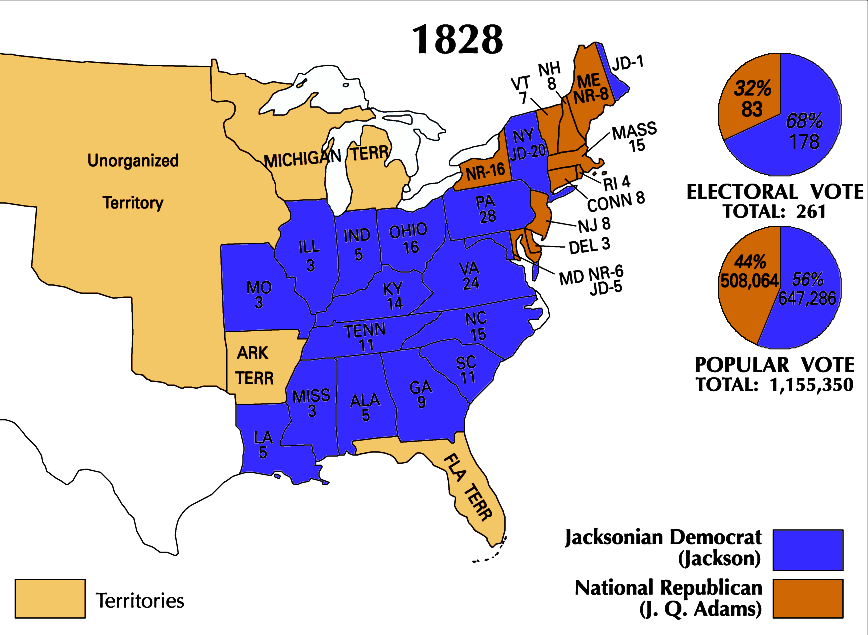 1828
JD-1
NH
8
VT
7
ME
NR-8
32%
83
68%
178
MASS
15
NY
JD-20
NR-16
RI 4
CONN 8
ELECTORAL VOTE
TOTAL: 261
Unorganized
Territory
MICHIGAN TERR
PA
28
NJ 8
DEL 3
MD NR-6
JD-5
ILL
3
IND
5
OHIO
16
VA
24
44%
508,064
56%
647,286
MO
3
KY
14
NC
15
TENN
11
ARK
TERR
SC
11
POPULAR VOTE
TOTAL: 1,155,350
MISS
3
ALA
5
GA
9
LA
5
FLA TERR
Jacksonian Democrat
(Jackson)
National Republican
(J. Q. Adams)
Territories